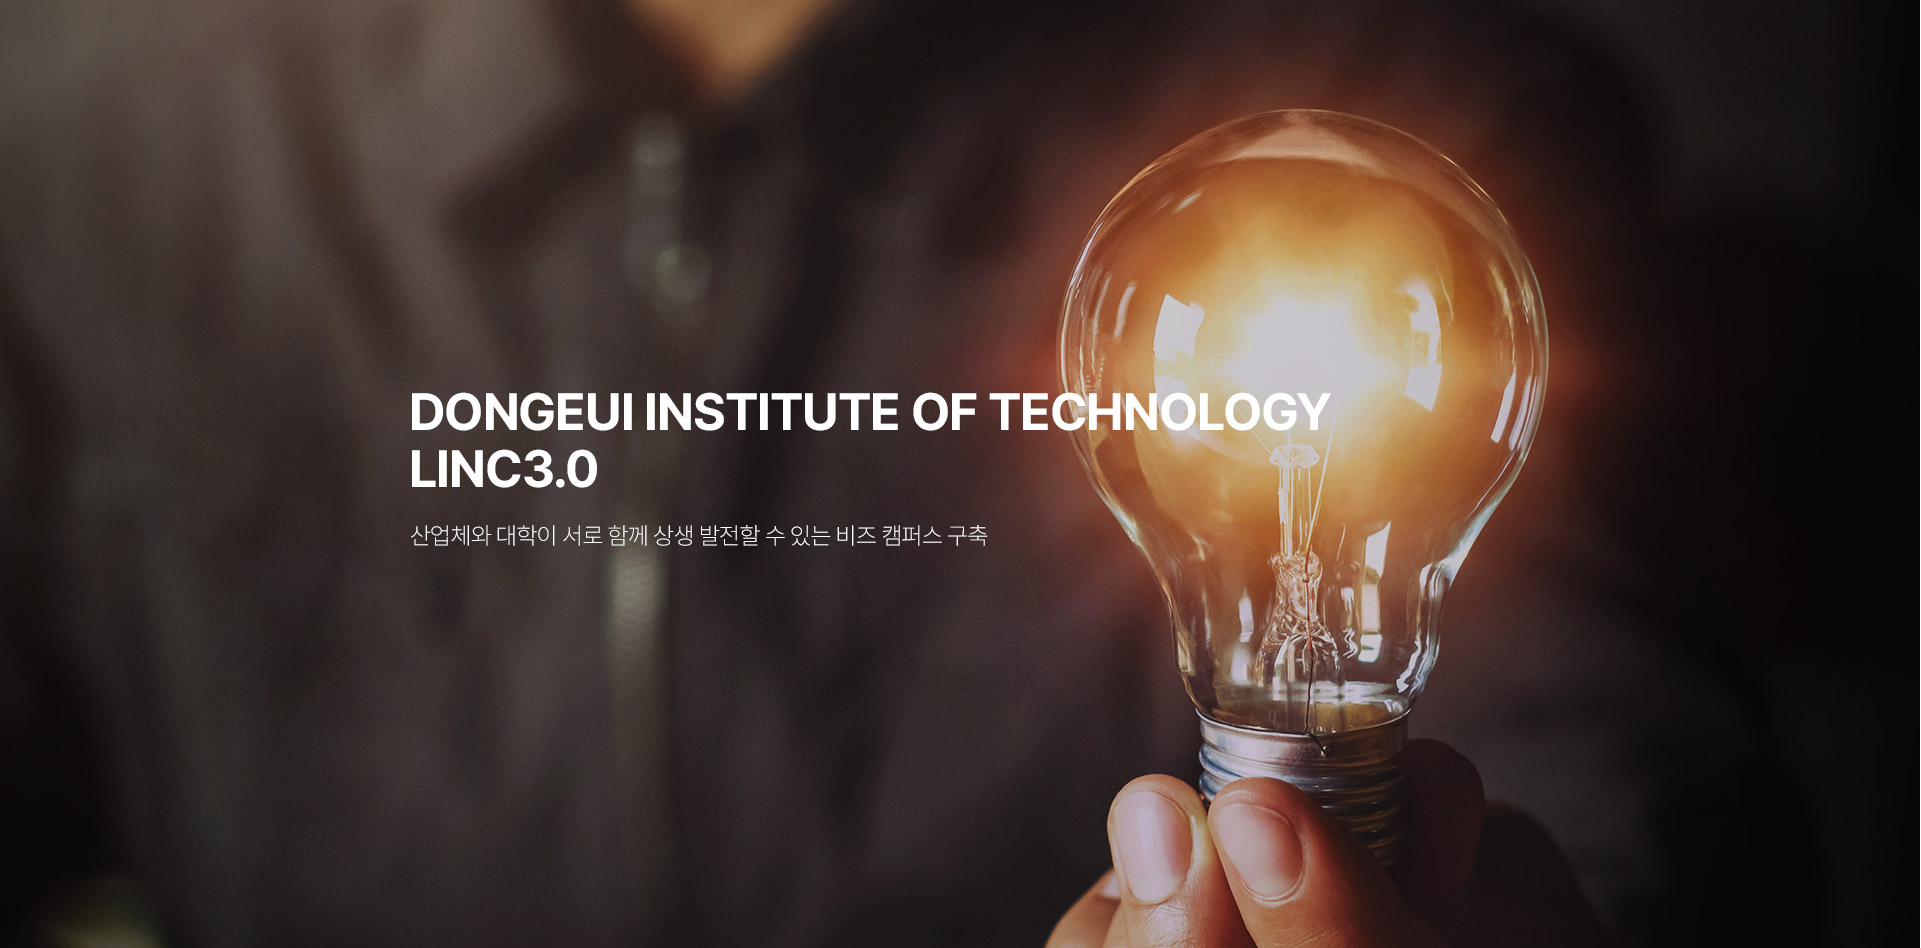 DONGEUI INSTITUTE OF TECHNOLOGY
LINC3.0
산업체와 대학이 서로 함께 상생 발전할 수 있는 비즈 캠퍼스 구축